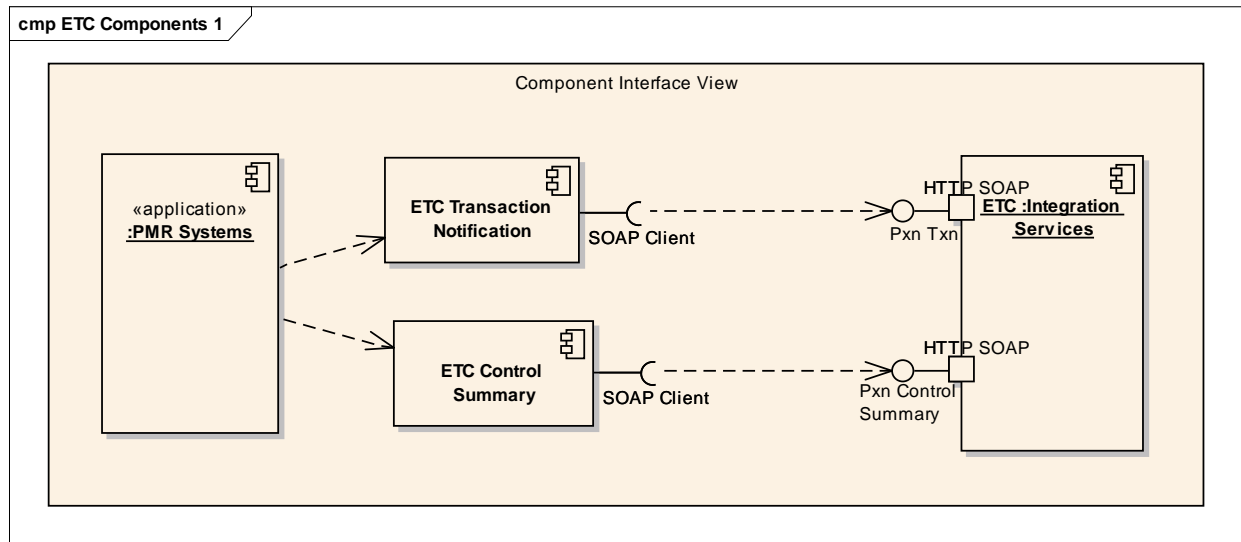 cmp ETC Components 1
Component Interface View
«application»
:PMR Systems
ETC Transaction
Notification
SOAP Client
Pxn Txn
HTTP SOAP
ETC :Integration
Services
ETC Control
Summary
SOAP Client
Pxn Control
Summary
HTTP SOAP